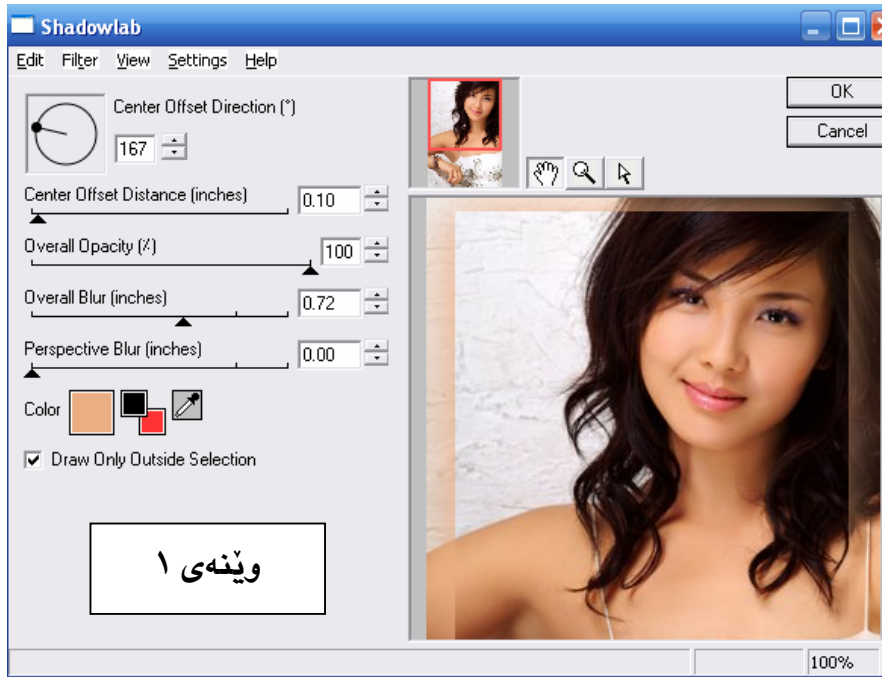 Shadowlab
Edit Filter View Settings Help
Center Offset Direction (°)
167
Center Offset Distance (inches)
0.10
Overall Opacity (%)
100
Overall Blur (inches)
0.72
Perspective Blur (inches)
0.00
Color
Draw Only Outside Selection
وێنەی ١
OK
Cancel
100%